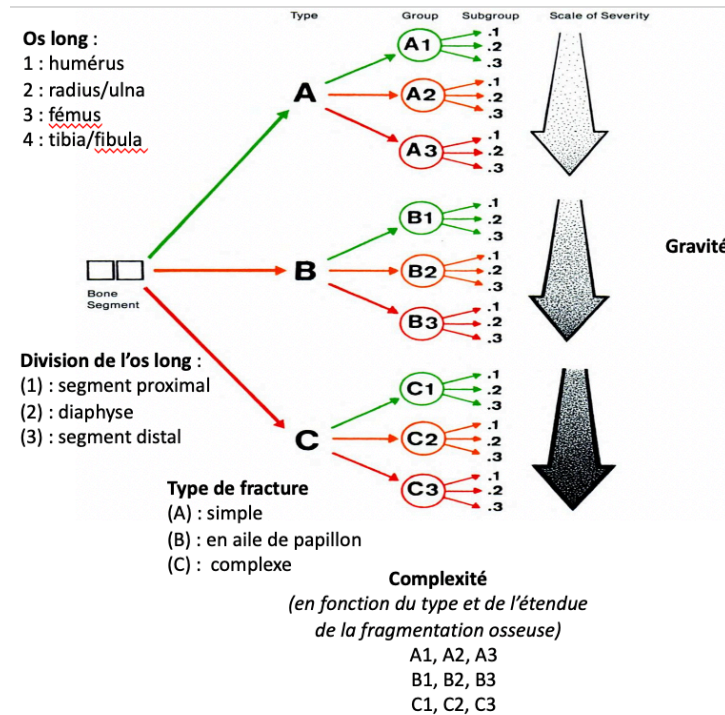 Type Group Subgroup Scale of Severity
Os long :
1 : humérus
2 : radius/ulna
3 : fémus
4 : tibia/fibula
A
A1
.1
.2
.3
A2
.1
.2
.3
A3
.1
.2
.3
B
B1
.1
.2
.3
B2
.1
.2
.3
B3
.1
.2
.3
Gravité
Bone
Segment
Division de l'os long :
(1) : segment proximal
(2) : diaphyse
(3) : segment distal
C
C1
.1
.2
.3
C2
.1
.2
.3
C3
.1
.2
.3
Type de fracture
(A) : simple
(B) : en aile de papillon
(C) : complexe
Complexité
(en fonction du type et de l'étendue
de la fragmentation osseuse)
A1, A2, A3
B1, B2, B3
C1, C2, C3